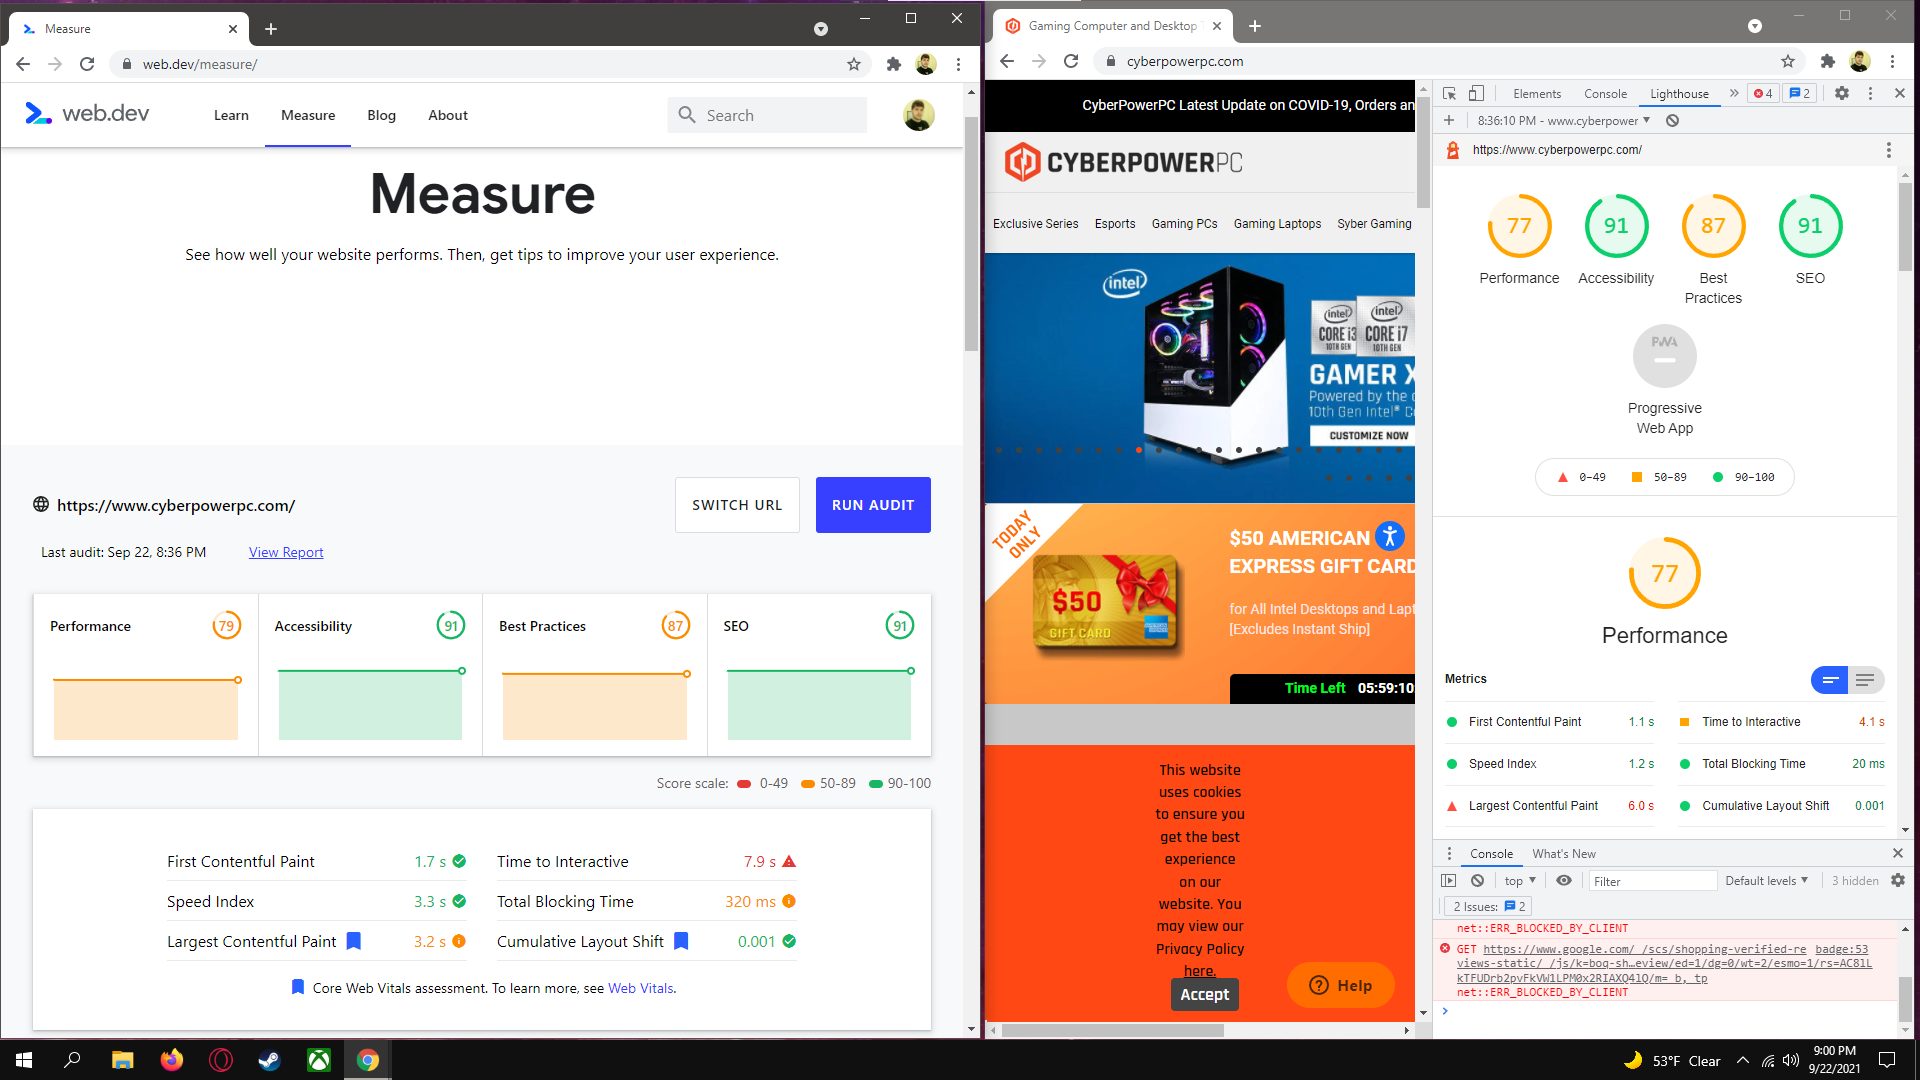 Measure
web.dev/measure/
web.dev
Learn
Measure
Blog
About
Search
Measure
See how well your website performs. Then, get tips to improve your user experience.
https://www.cyberpowerpc.com/
SWITCH URL
RUN AUDIT
Last audit: Sep 22, 8:36 PM
View Report
Performance
79
Accessibility
91
Best Practices
87
SEO
91
Score scale:
0-49
50-89
90-100
First Contentful Paint
1.7 s
Time to Interactive
7.9 s
Speed Index
3.3 s
Total Blocking Time
320 ms
Largest Contentful Paint
3.2 s
Cumulative Layout Shift
0.001
Core Web Vitals assessment. To learn more, see Web Vitals.
Gaming Computer and Desktop
cyberpowerpc.com
CyberPowerPC Latest Update on COVID-19, Orders an
CYBERPOWERPC
Exclusive Series
Esports
Gaming PCs
Gaming Laptops
Syber Gaming
intel
intel
CORE i3
10TH GEN
intel
CORE i7
10TH GEN
GAMER X
Powered by the
10th Gen Intel®
CUSTOMIZE NOW
TODAY
ONLY
$50
GIFT CARD
$50 AMERICAN
EXPRESS GIFT CARD
for All Intel Desktops and Lapt
[Excludes Instant Ship]
Time Left
05:59:10
This website
uses cookies
to ensure you
get the best
experience
on our
website. You
may view our
Privacy Policy
here.
Accept
Help
Elements
Console
Lighthouse
4
2
8:36:10 PM - www.cyberpower
https://www.cyberpowerpc.com/
77
91
87
91
Performance
Accessibility
Best
Practices
SEO
PWA
Progressive
Web App
0–49
50–89
90–100
77
Performance
Metrics
First Contentful Paint
1.1 s
Time to Interactive
4.1 s
Speed Index
1.2 s
Total Blocking Time
20 ms
Largest Contentful Paint
6.0 s
Cumulative Layout Shift
0.001
Console
What's New
top
Filter
Default levels
3 hidden
2 Issues:
2
net::ERR_BLOCKED_BY_CLIENT
GET https://www.google.com/_/scs/shopping-verified-re badge:53
views-static/_/js/k=boq-sh…eview/ed=1/dg=0/wt=2/esmo=1/rs=AC81L
kTFUDrb2pvFkVW1LPM0x2RIAXQ41Q/m=_b,_tp
net::ERR_BLOCKED_BY_CLIENT
53°F Clear
9:00 PM
9/22/2021